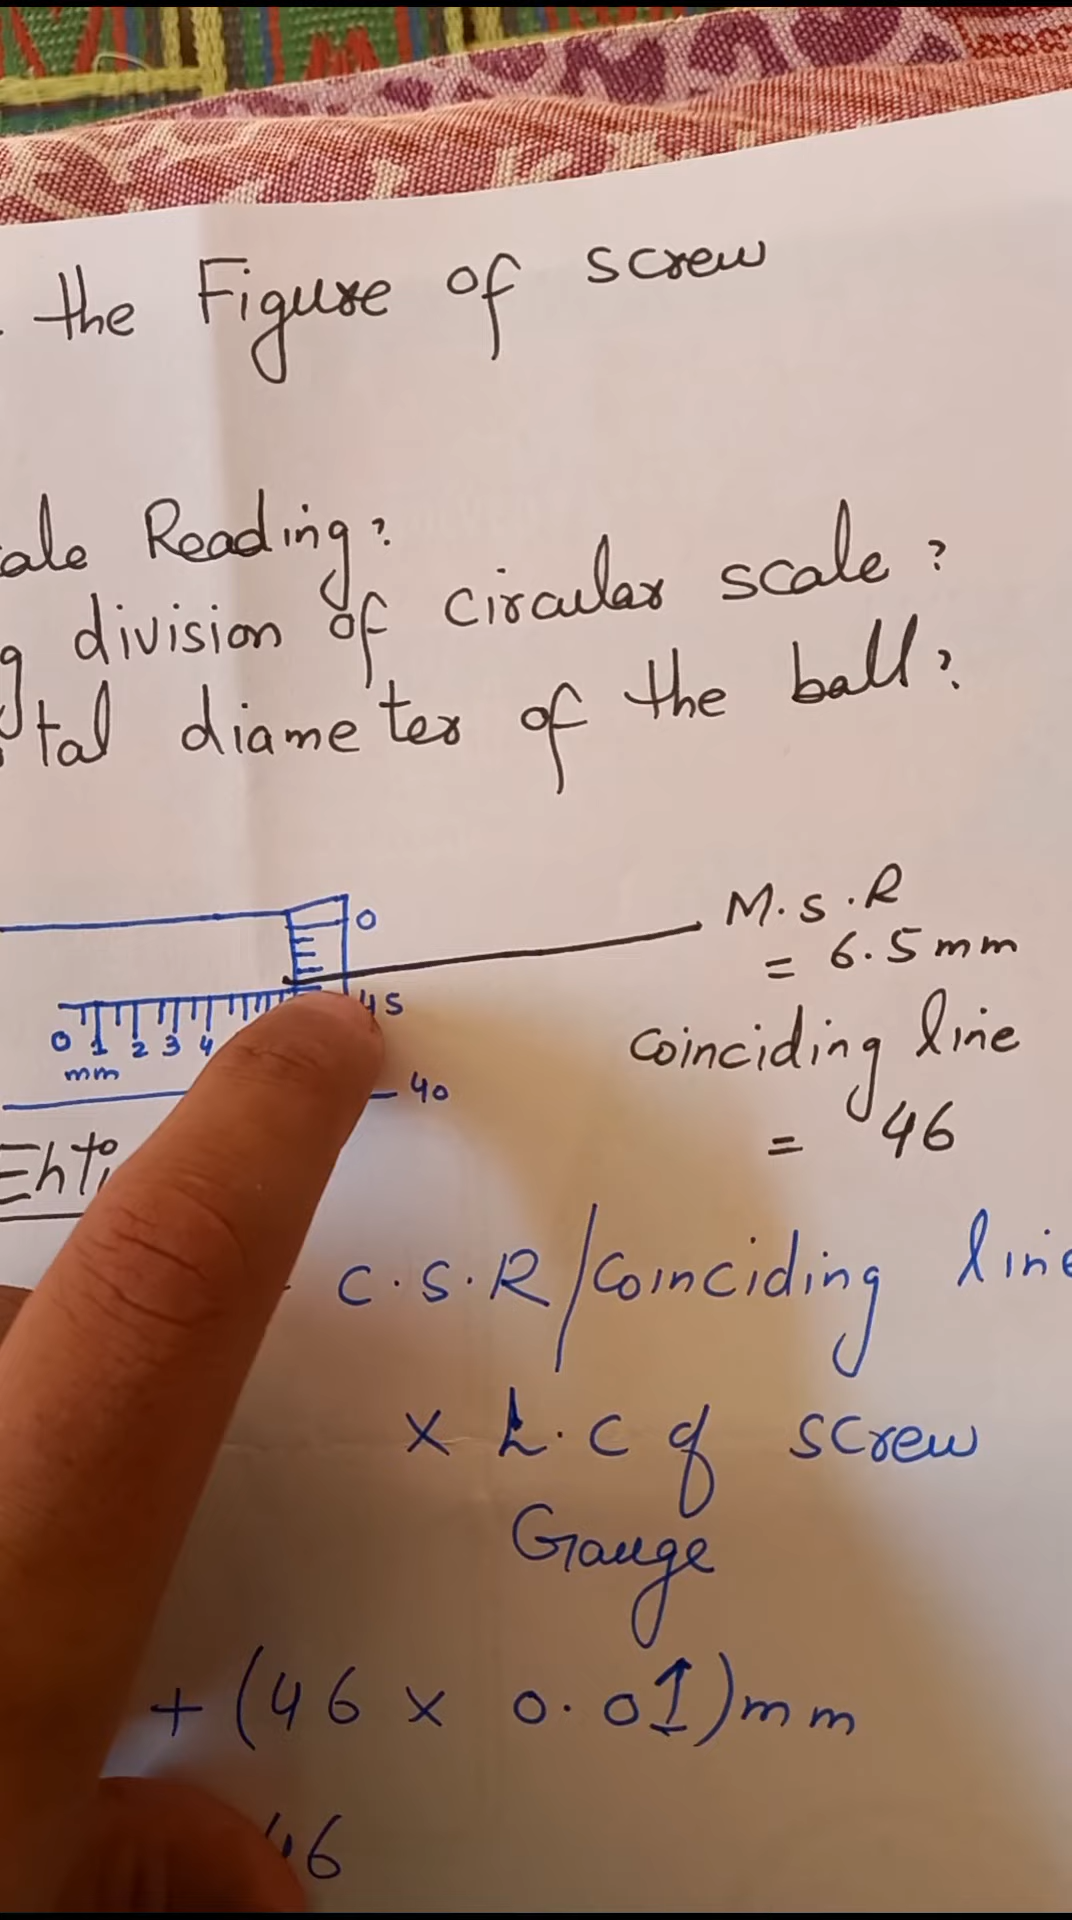 the Figure of screw
ale Reading?
g division of circular scale?
tal diameter of the ball?
0
M.S.R
= 6.5mm
45
0 1 2 3 4
mm
coinciding line
= 46
40
Ehti
C.S.R/Coinciding line
x L.C of screw
Gauge
+ (46 x 0.01)mm
46